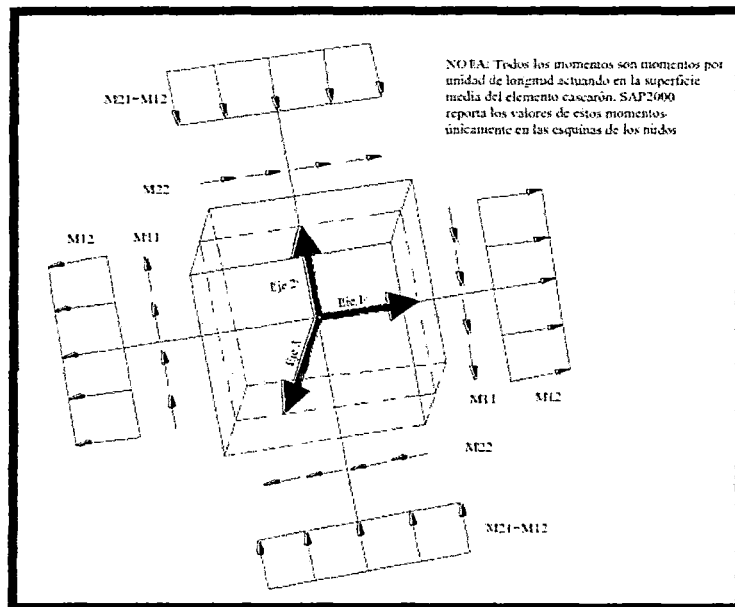 NOTA: Todos los momentos son momentos por
unidad de longitud actuando en la superficie
media del elemento cascarón. SAP2000
reporta los valores de estos momentos
únicamente en las esquinas de los nudos
M21=M12
M22
M12
M11
Eje 2
Eje 1
Eje
M11
M12
M22
M21=M12